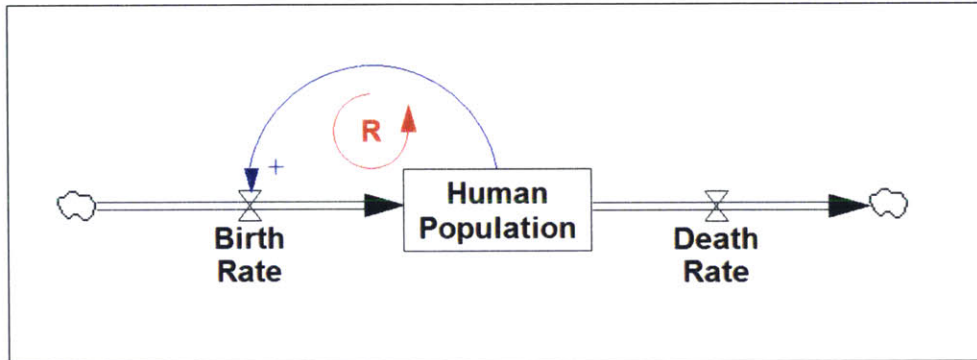 R
+
Human
Population
Birth
Rate
Death
Rate